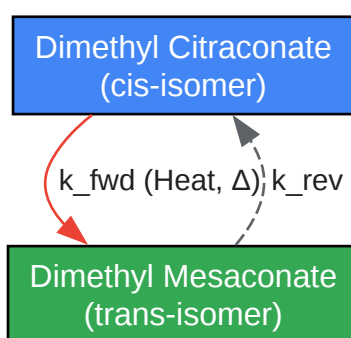 Dimethyl Citraconate
(cis-isomer)
k_fwd (Heat, Δ)
k_rev
Dimethyl Mesaconate
(trans-isomer)